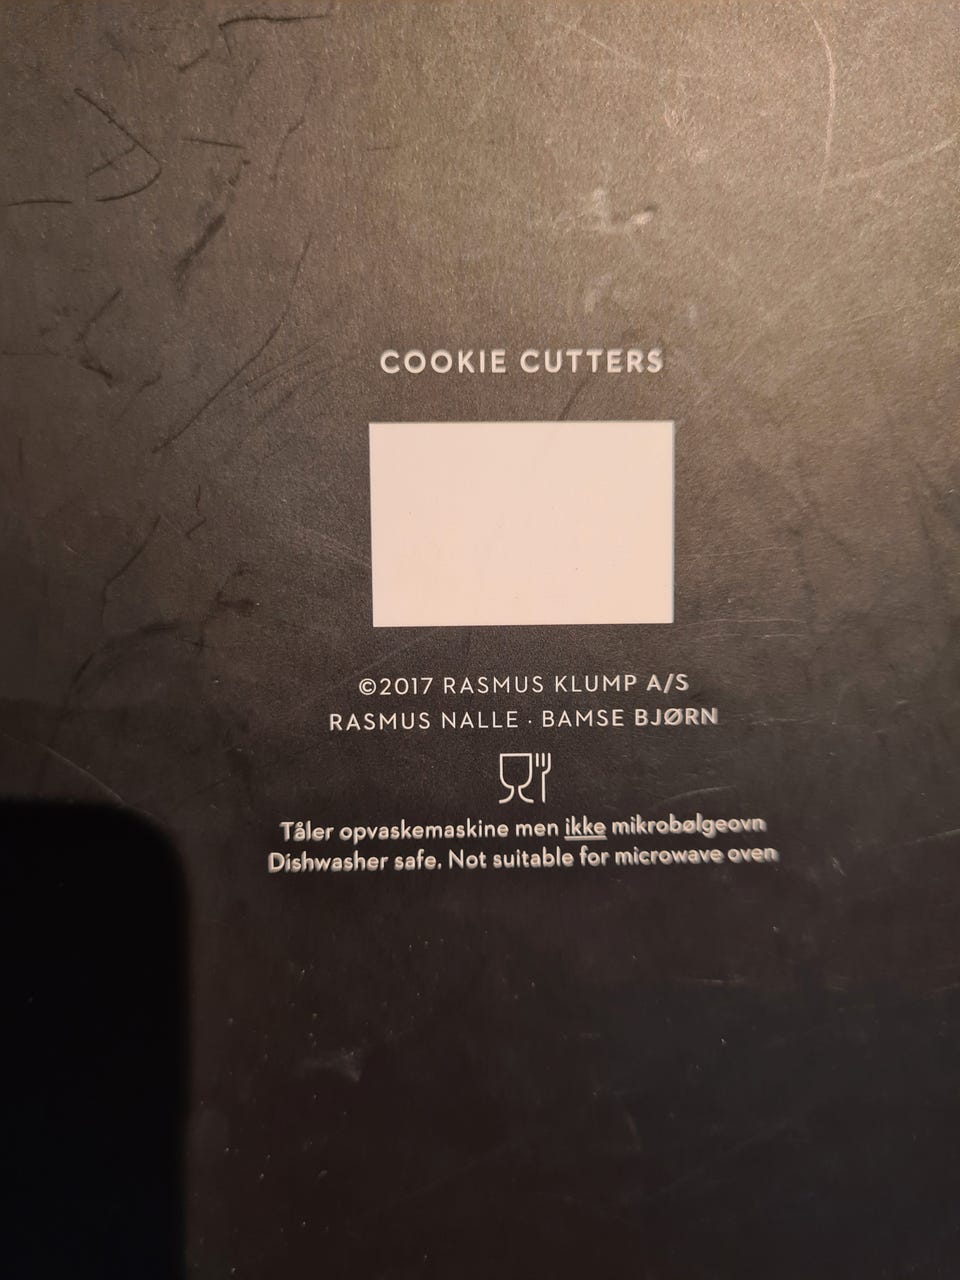 COOKIE CUTTERS
©2017 RASMUS KLUMP A/S
RASMUS NALLE · BAMSE BJØRN
Tåler opvaskemaskine men ikke mikrobølgeovn
Dishwasher safe. Not suitable for microwave oven